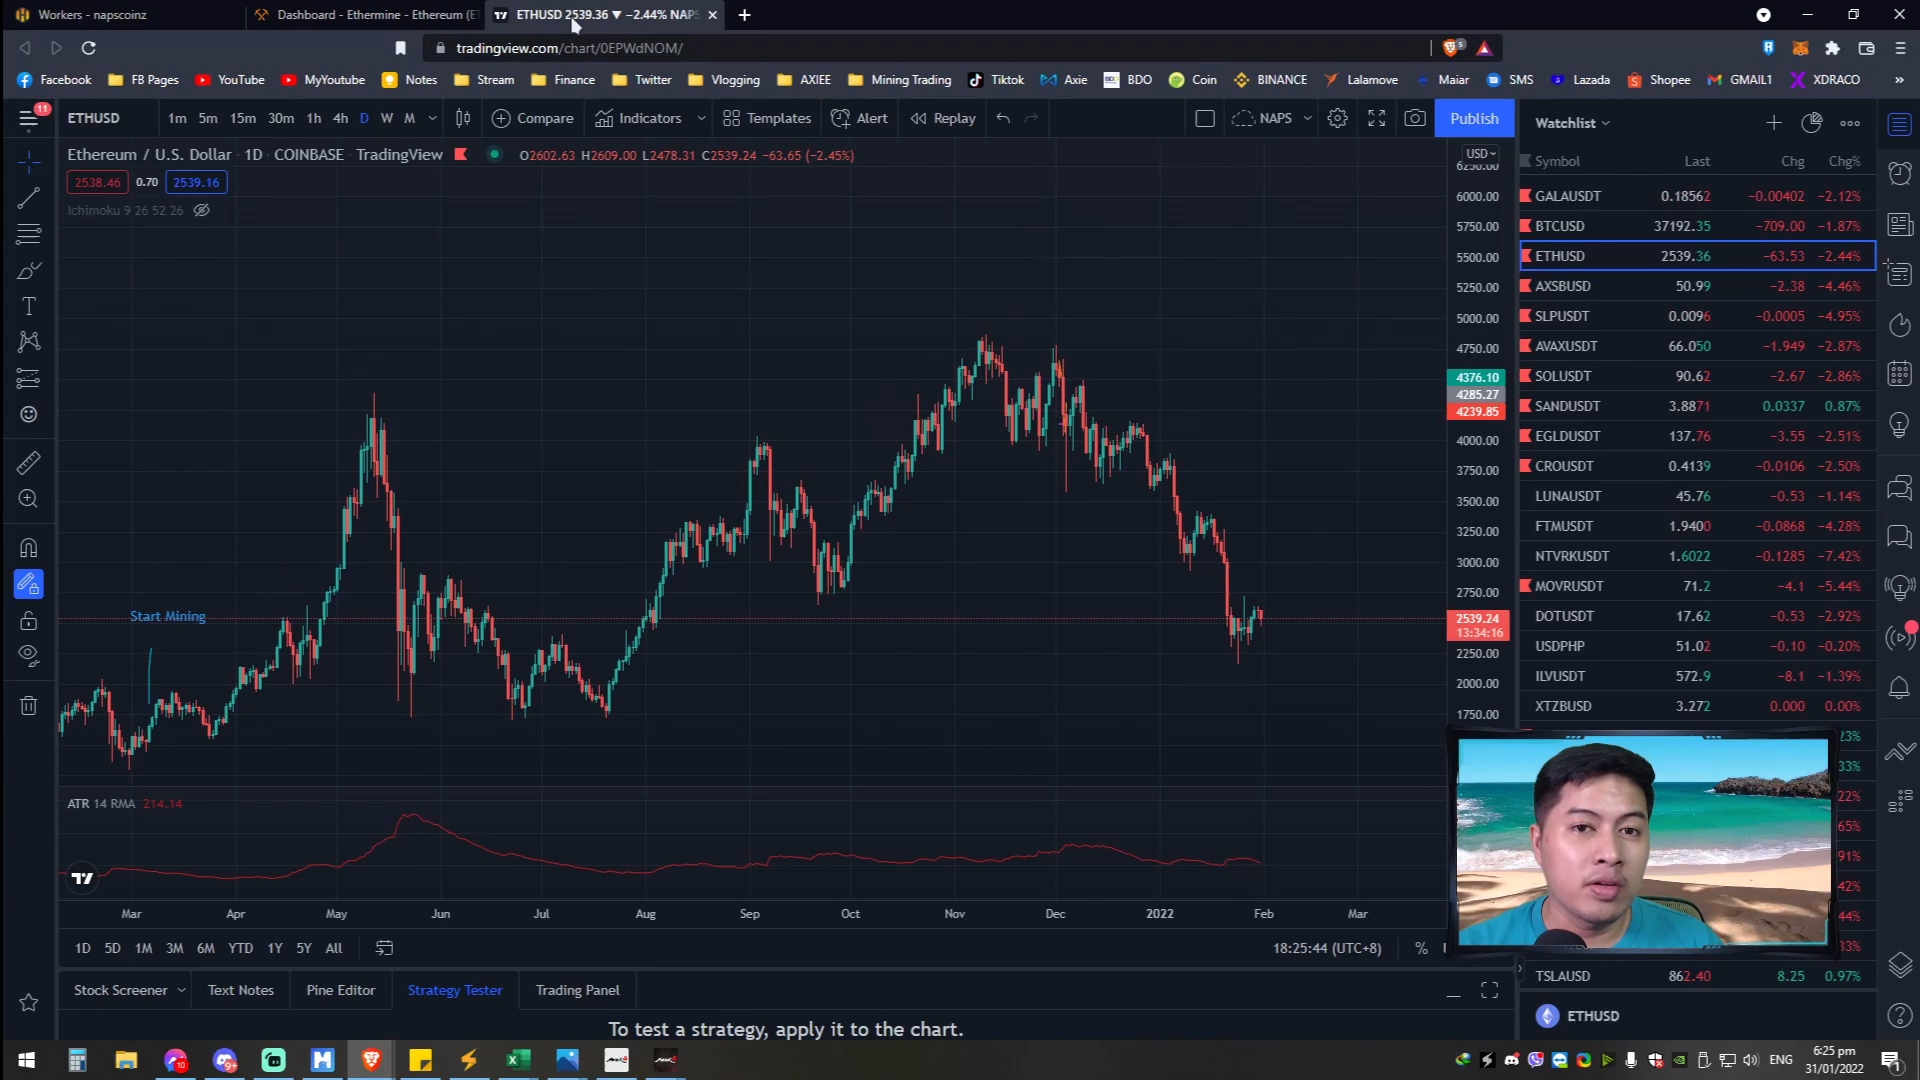 Workers - napscoinz
Dashboard - Ethermine - Ethereum (E
ETHUSD 2539.36 ▼ −2.44% NAPS
tradingview.com/chart/0EPWdNOM/
5
Facebook
FB Pages
YouTube
MyYoutube
Notes
Stream
Finance
Twitter
Vlogging
AXIEE
Mining Trading
Tiktok
Axie
BDO
Coin
BINANCE
Lalamove
Maiar
SMS
Lazada
Shopee
GMAIL1
XDRACO
»
11
ETHUSD
1m 5m 15m 30m 1h 4h D W M
Compare
Indicators
Templates
Alert
Replay
NAPS
Publish
Watchlist
Ethereum / U.S. Dollar · 1D · COINBASE · TradingView
O2602.63 H2609.00 L2478.31 C2539.24 −63.65 (−2.45%)
2538.46 0.70 2539.16
Ichimoku 9 26 52 26
USD
6250.00
6000.00
5750.00
5500.00
5250.00
5000.00
4750.00
4376.10
4285.27
4239.85
4000.00
3750.00
3500.00
3250.00
3000.00
2750.00
2539.24
13:34:16
2250.00
2000.00
1750.00
Start Mining
ATR 14 RMA 214.14
Mar Apr May Jun Jul Aug Sep Oct Nov Dec 2022 Feb Mar
Symbol Last Chg Chg%
GALAUSDT 0.18562 −0.00402 −2.12%
BTCUSD 37192.35 −709.00 −1.87%
ETHUSD 2539.36 −63.53 −2.44%
AXSBUSD 50.99 −2.38 −4.46%
SLPUSDT 0.0096 −0.0005 −4.95%
AVAXUSDT 66.050 −1.949 −2.87%
SOLUSDT 90.62 −2.67 −2.86%
SANDUSDT 3.8871 0.0337 0.87%
EGLDUSDT 137.76 −3.55 −2.51%
CROUSDT 0.4139 −0.0106 −2.50%
LUNAUSDT 45.76 −0.53 −1.14%
FTMUSDT 1.9400 −0.0868 −4.28%
NTVRKUSDT 1.6022 −0.1285 −7.42%
MOVRUSDT 71.2 −4.1 −5.44%
DOTUSDT 17.62 −0.53 −2.92%
USDPHP 51.02 −0.10 −0.20%
ILVUSDT 572.9 −8.1 −1.39%
XTZBUSD 3.272 0.000 0.00%
23%
33%
22%
65%
91%
42%
44%
33%
TSLAUSD 862.40 8.25 0.97%
ETHUSD
1D 5D 1M 3M 6M YTD 1Y 5Y All
18:25:44 (UTC+8)
%
Stock Screener
Text Notes
Pine Editor
Strategy Tester
Trading Panel
To test a strategy, apply it to the chart.
10
9+
ENG
6:25 pm
31/01/2022
1